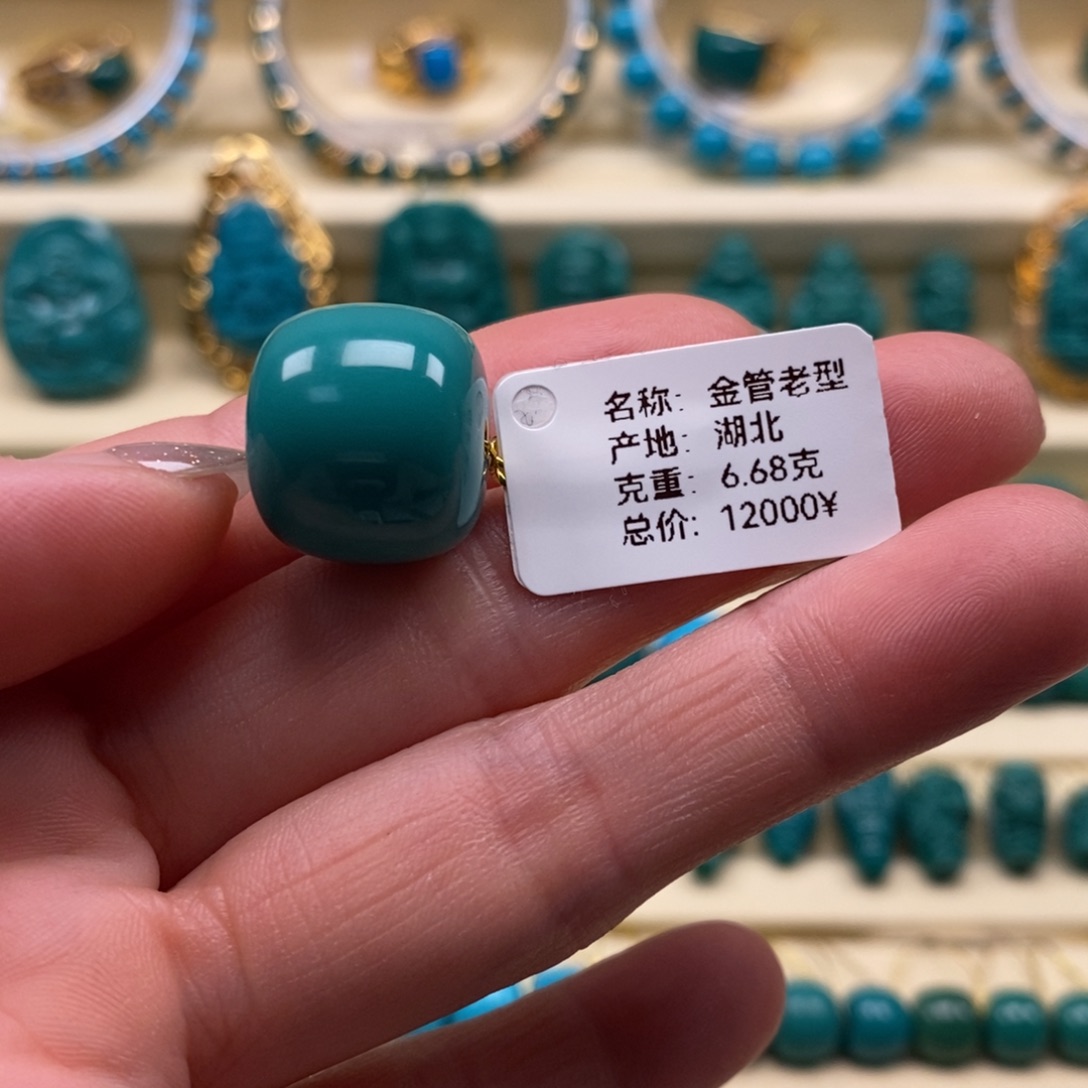 名称: 金管老型
产地: 湖北
克重: 6.68克
总价: 12000¥